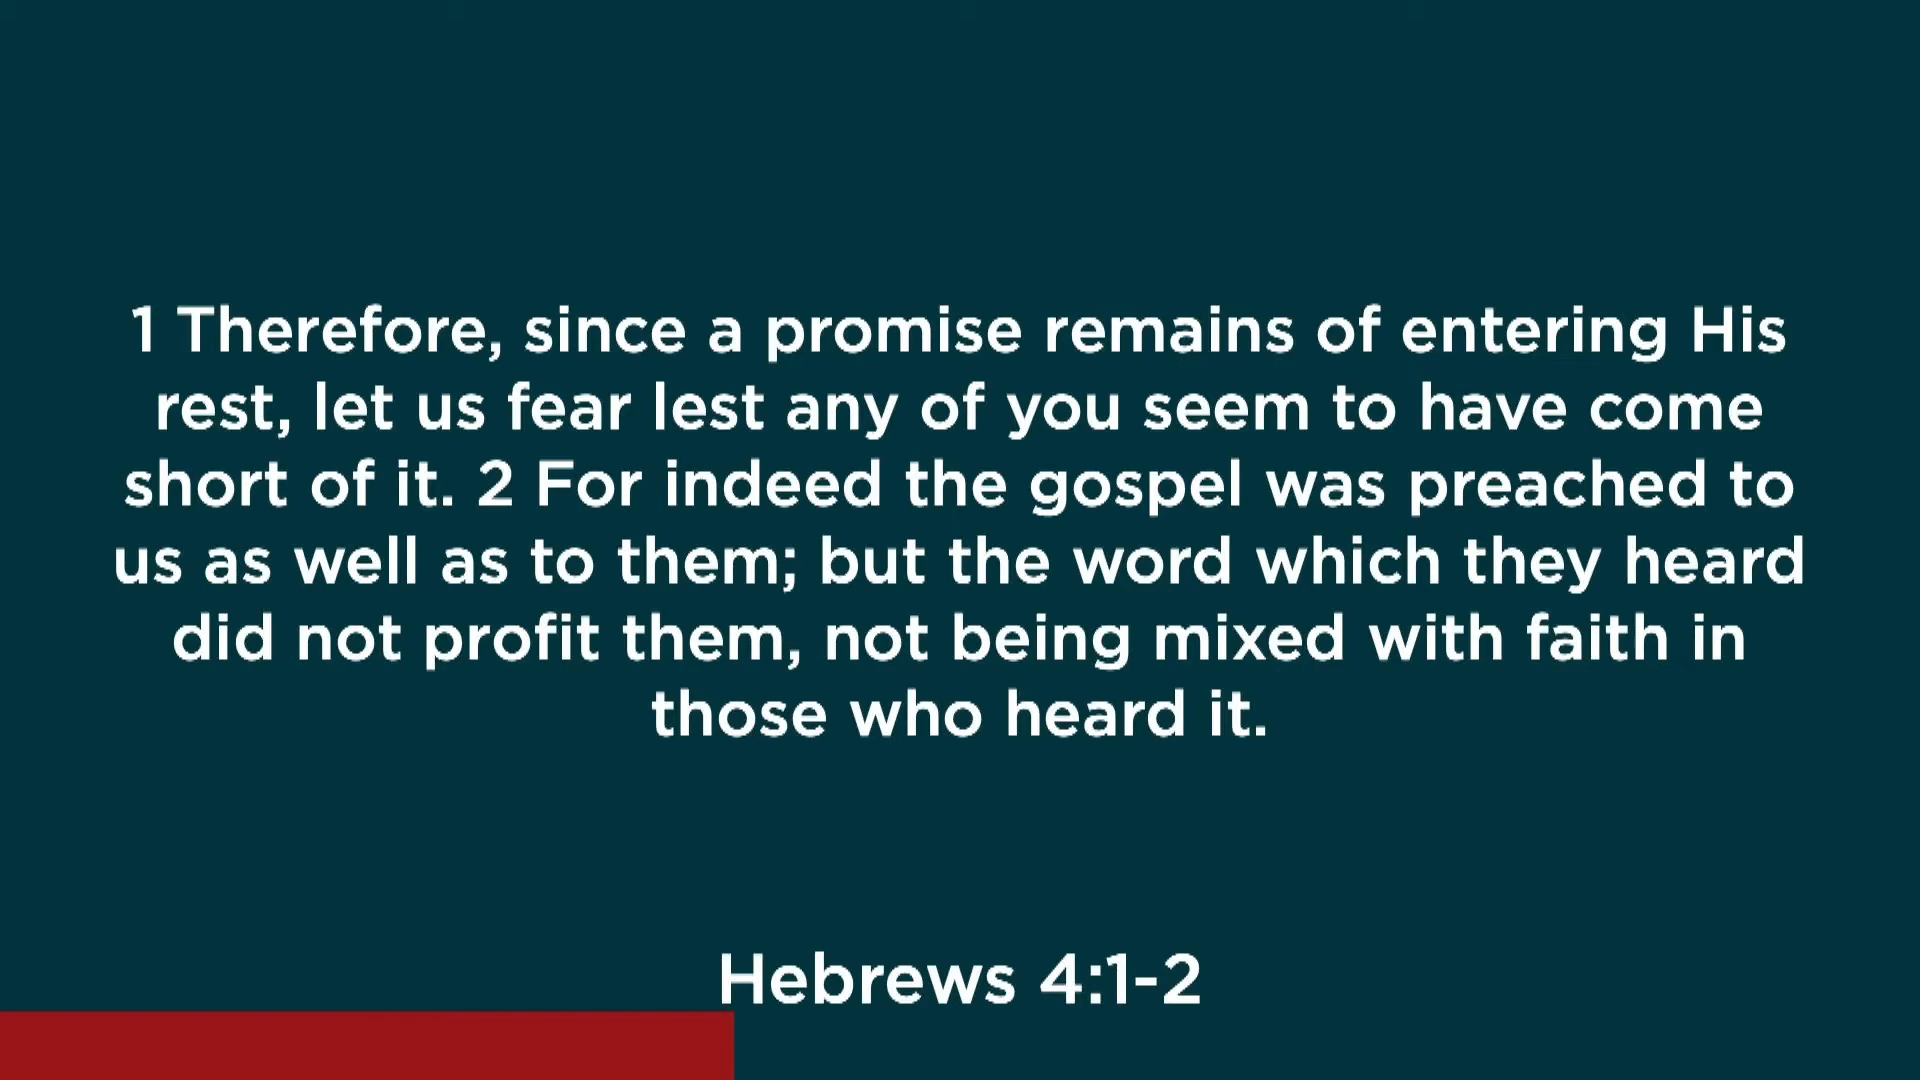 1 Therefore, since a promise remains of entering His
rest, let us fear lest any of you seem to have come
short of it. 2 For indeed the gospel was preached to
us as well as to them; but the word which they heard
did not profit them, not being mixed with faith in
those who heard it.
Hebrews 4:1-2